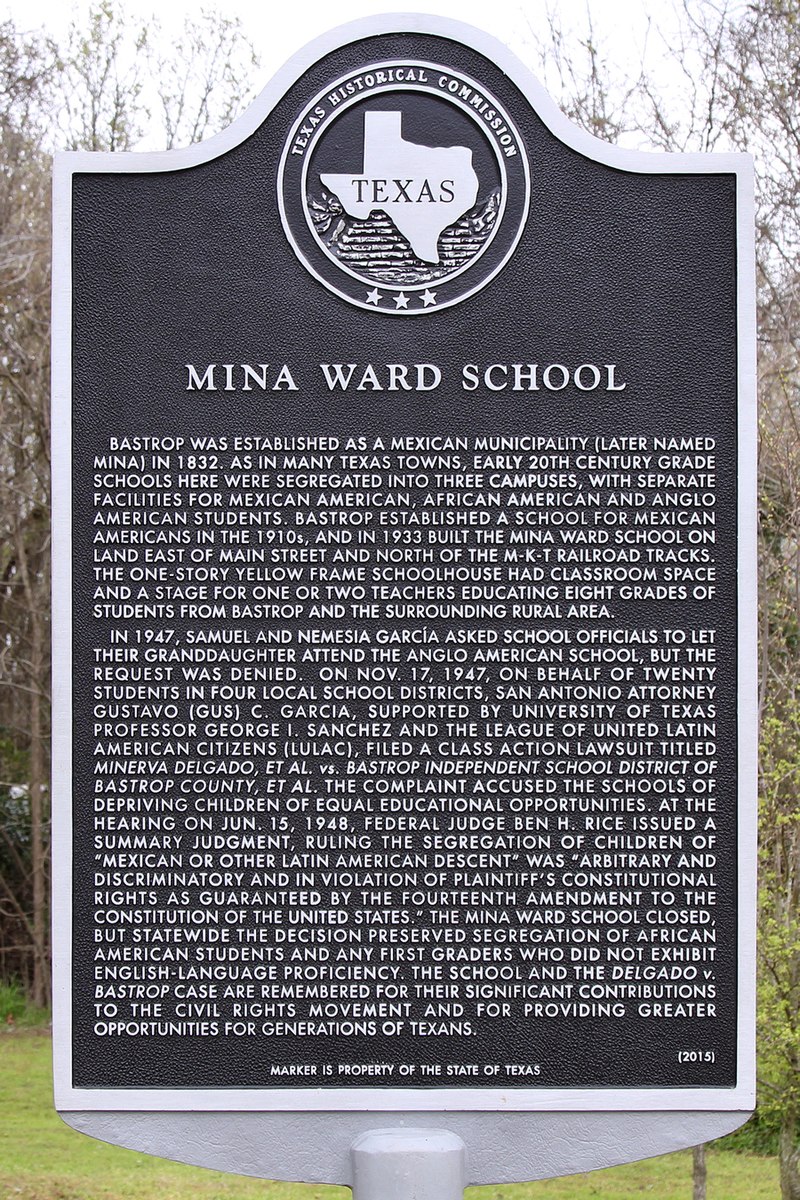 TEXAS HISTORICAL COMMISSION
TEXAS
MINA WARD SCHOOL
BASTROP WAS ESTABLISHED AS A MEXICAN MUNICIPALITY (LATER NAMED
MINA) IN 1832. AS IN MANY TEXAS TOWNS, EARLY 20TH CENTURY GRADE
SCHOOLS HERE WERE SEGREGATED INTO THREE CAMPUSES, WITH SEPARATE
FACILITIES FOR MEXICAN AMERICAN, AFRICAN AMERICAN AND ANGLO
AMERICAN STUDENTS. BASTROP ESTABLISHED A SCHOOL FOR MEXICAN
AMERICANS IN THE 1910s, AND IN 1933 BUILT THE MINA WARD SCHOOL ON
LAND EAST OF MAIN STREET AND NORTH OF THE M-K-T RAILROAD TRACKS.
THE ONE-STORY YELLOW FRAME SCHOOLHOUSE HAD CLASSROOM SPACE
AND A STAGE FOR ONE OR TWO TEACHERS EDUCATING EIGHT GRADES OF
STUDENTS FROM BASTROP AND THE SURROUNDING RURAL AREA.
IN 1947, SAMUEL AND NEMESIA GARCÍA ASKED SCHOOL OFFICIALS TO LET
THEIR GRANDDAUGHTER ATTEND THE ANGLO AMERICAN SCHOOL, BUT THE
REQUEST WAS DENIED. ON NOV. 17, 1947, ON BEHALF OF TWENTY
STUDENTS IN FOUR LOCAL SCHOOL DISTRICTS, SAN ANTONIO ATTORNEY
GUSTAVO (GUS) C. GARCIA, SUPPORTED BY UNIVERSITY OF TEXAS
PROFESSOR GEORGE I. SANCHEZ AND THE LEAGUE OF UNITED LATIN
AMERICAN CITIZENS (LULAC), FILED A CLASS ACTION LAWSUIT TITLED
MINERVA DELGADO, ET AL. vs. BASTROP INDEPENDENT SCHOOL DISTRICT OF
BASTROP COUNTY, ET AL. THE COMPLAINT ACCUSED THE SCHOOLS OF
DEPRIVING CHILDREN OF EQUAL EDUCATIONAL OPPORTUNITIES. AT THE
HEARING ON JUN. 15, 1948, FEDERAL JUDGE BEN H. RICE ISSUED A
SUMMARY JUDGMENT, RULING THE SEGREGATION OF CHILDREN OF
"MEXICAN OR OTHER LATIN AMERICAN DESCENT" WAS "ARBITRARY AND
DISCRIMINATORY AND IN VIOLATION OF PLAINTIFF'S CONSTITUTIONAL
RIGHTS AS GUARANTEED BY THE FOURTEENTH AMENDMENT TO THE
CONSTITUTION OF THE UNITED STATES." THE MINA WARD SCHOOL CLOSED,
BUT STATEWIDE THE DECISION PRESERVED SEGREGATION OF AFRICAN
AMERICAN STUDENTS AND ANY FIRST GRADERS WHO DID NOT EXHIBIT
ENGLISH-LANGUAGE PROFICIENCY. THE SCHOOL AND THE DELGADO v.
BASTROP CASE ARE REMEMBERED FOR THEIR SIGNIFICANT CONTRIBUTIONS
TO THE CIVIL RIGHTS MOVEMENT AND FOR PROVIDING GREATER
OPPORTUNITIES FOR GENERATIONS OF TEXANS.
(2015)
MARKER IS PROPERTY OF THE STATE OF TEXAS